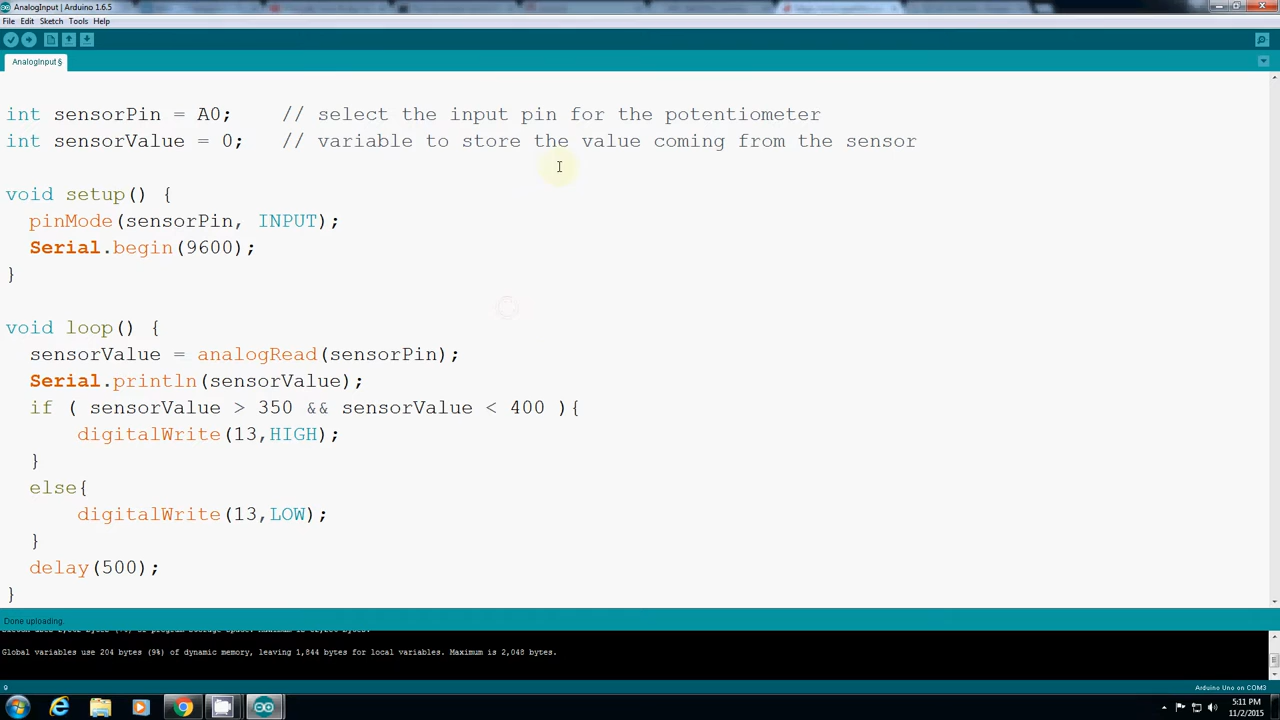 AnalogInput | Arduino 1.6.5
File Edit Sketch Tools Help
AnalogInput §
int sensorPin = A0;    // select the input pin for the potentiometer
int sensorValue = 0;   // variable to store the value coming from the sensor
void setup() {
  pinMode(sensorPin, INPUT);
  Serial.begin(9600);
}
void loop() {
  sensorValue = analogRead(sensorPin);
  Serial.println(sensorValue);
  if ( sensorValue > 350 && sensorValue < 400 ){
      digitalWrite(13,HIGH);
  }
  else{
      digitalWrite(13,LOW);
  }
  delay(500);
}
Done uploading.
Global variables use 204 bytes (9%) of dynamic memory, leaving 1,844 bytes for local variables. Maximum is 2,048 bytes.
9
Arduino Uno on COM3
5:11 PM
11/2/2015